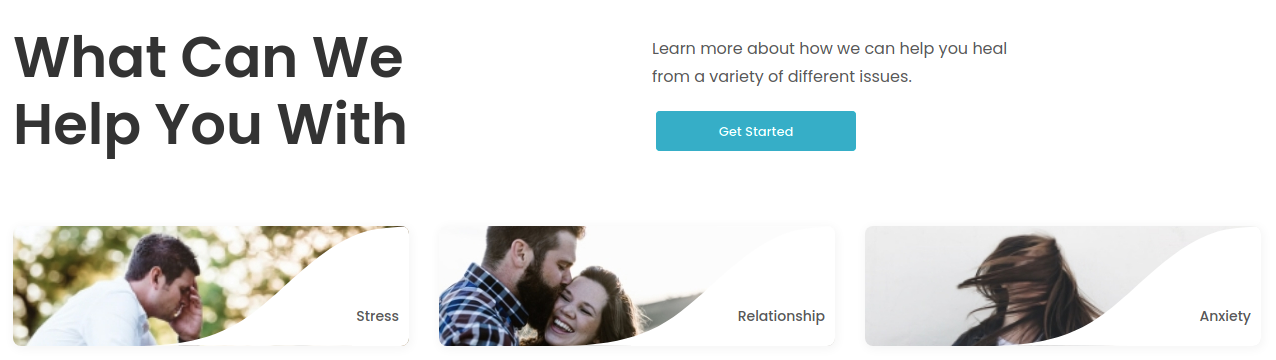 What Can We
Help You With
Learn more about how we can help you heal
from a variety of different issues.
Get Started
Stress
Relationship
Anxiety